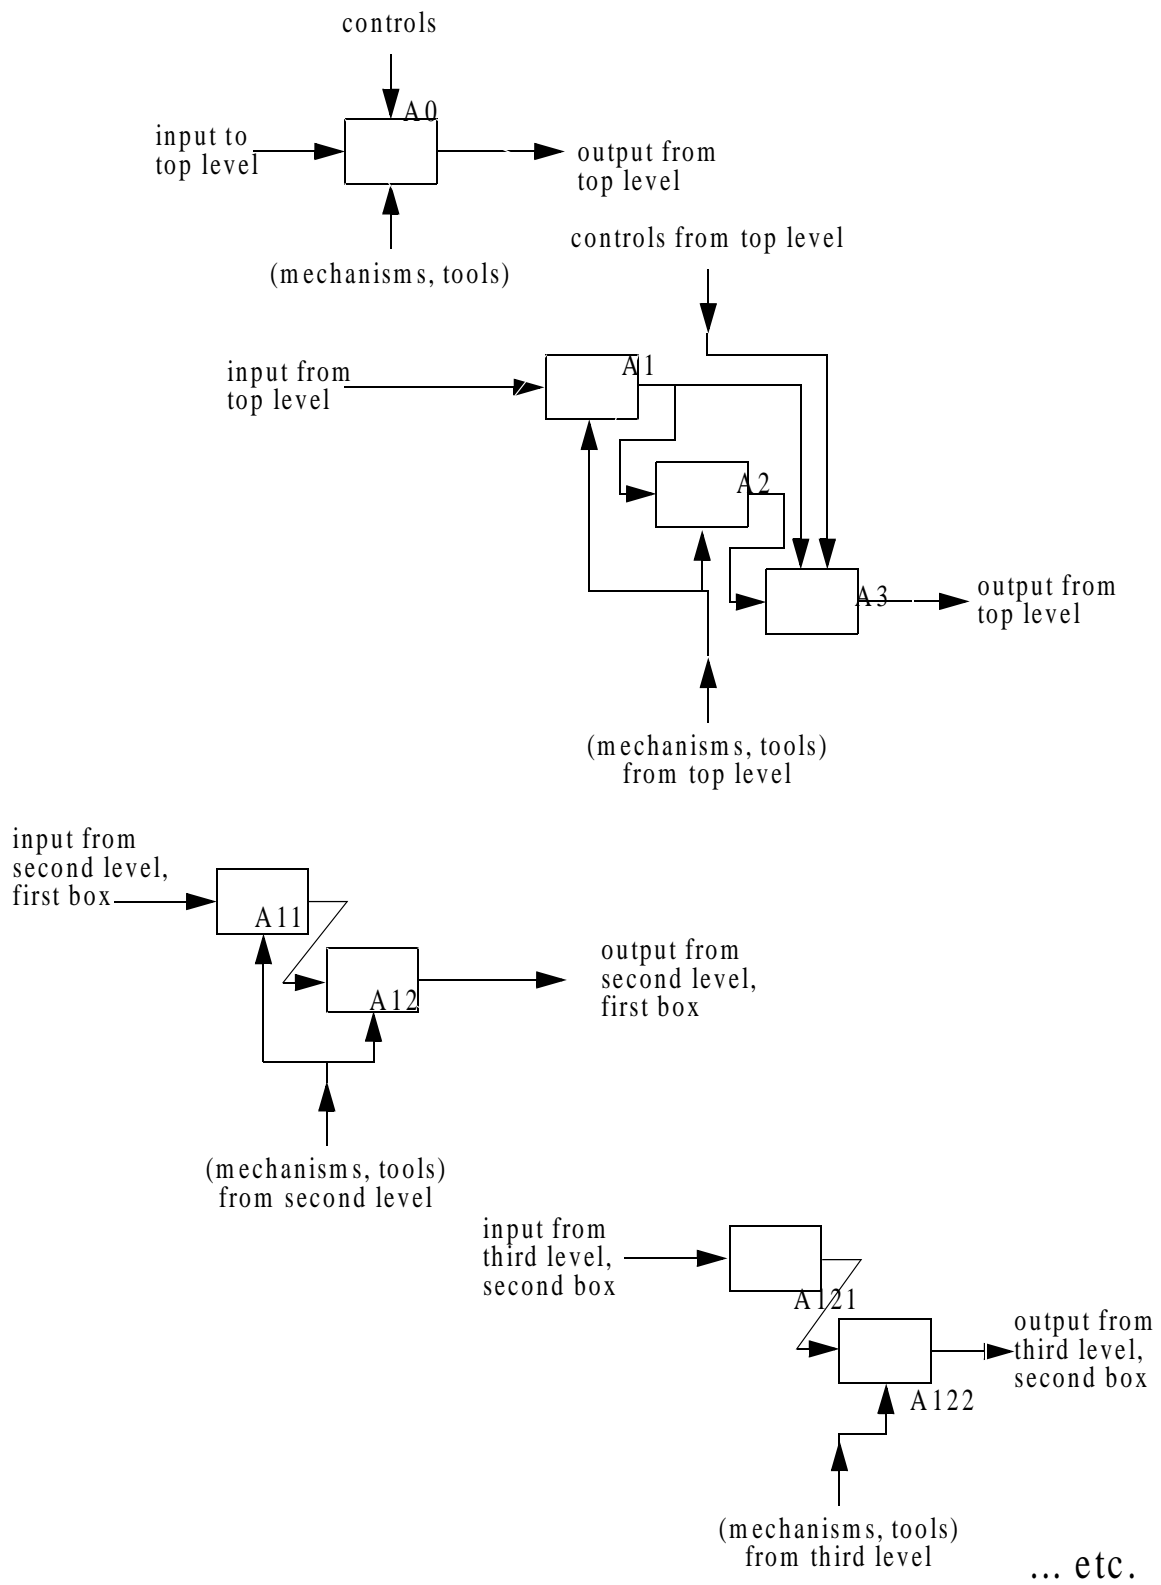 controls
A0
input to
top level
output from
top level
(mechanisms, tools)
controls from top level
A1
input from
top level
A2
A3
output from
top level
(mechanisms, tools)
from top level
input from
second level,
first box
A11
A12
output from
second level,
first box
(mechanisms, tools)
from second level
input from
third level,
second box
A121
output from
third level,
second box
A122
(mechanisms, tools)
from third level
... etc.